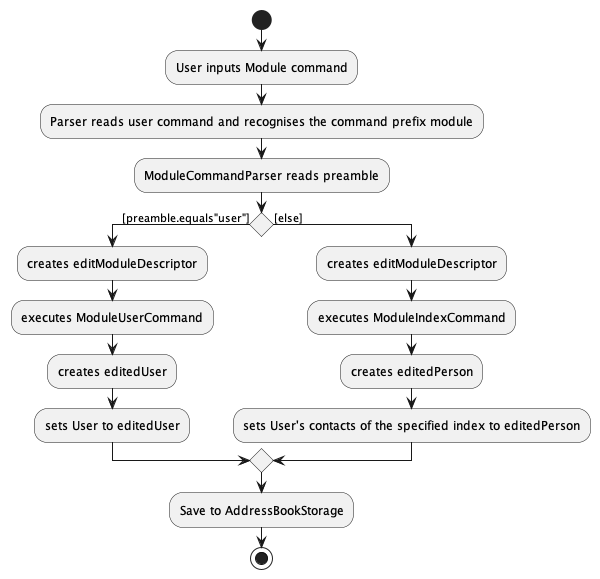 User inputs Module command
Parser reads user command and recognises the command prefix module
ModuleCommandParser reads preamble
[preamble.equals"user"]
[else]
creates editModuleDescriptor
creates editModuleDescriptor
executes ModuleUserCommand
executes ModuleIndexCommand
creates editedUser
creates editedPerson
sets User to editedUser
sets User's contacts of the specified index to editedPerson
Save to AddressBookStorage